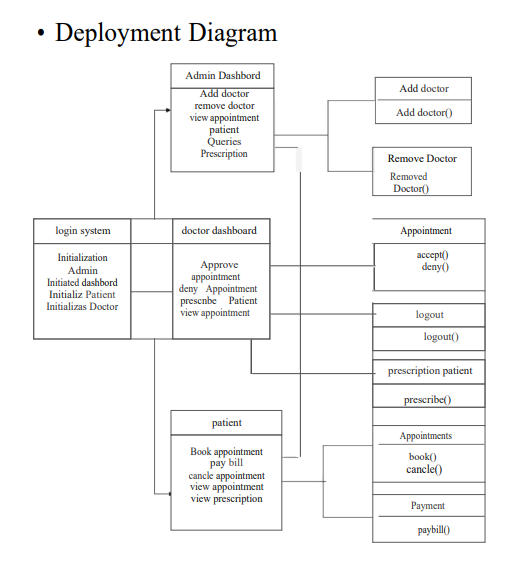 • Deployment Diagram
Admin Dashbord
Add doctor
remove doctor
view appointment
patient
Queries
Prescription
Add doctor
Add doctor()
Remove Doctor
Removed
Doctor()
login system
Initialization
Admin
Initiated dashbord
Initializ Patient
Initializas Doctor
doctor dashboard
Approve
appointment
deny Appointment
prescnbe Patient
view appointment
Appointment
accept()
deny()
logout
logout()
prescription patient
prescribe()
patient
Book appointment
pay bill
cancle appointment
view appointment
view prescription
Appointments
book()
cancle()
Payment
paybill()